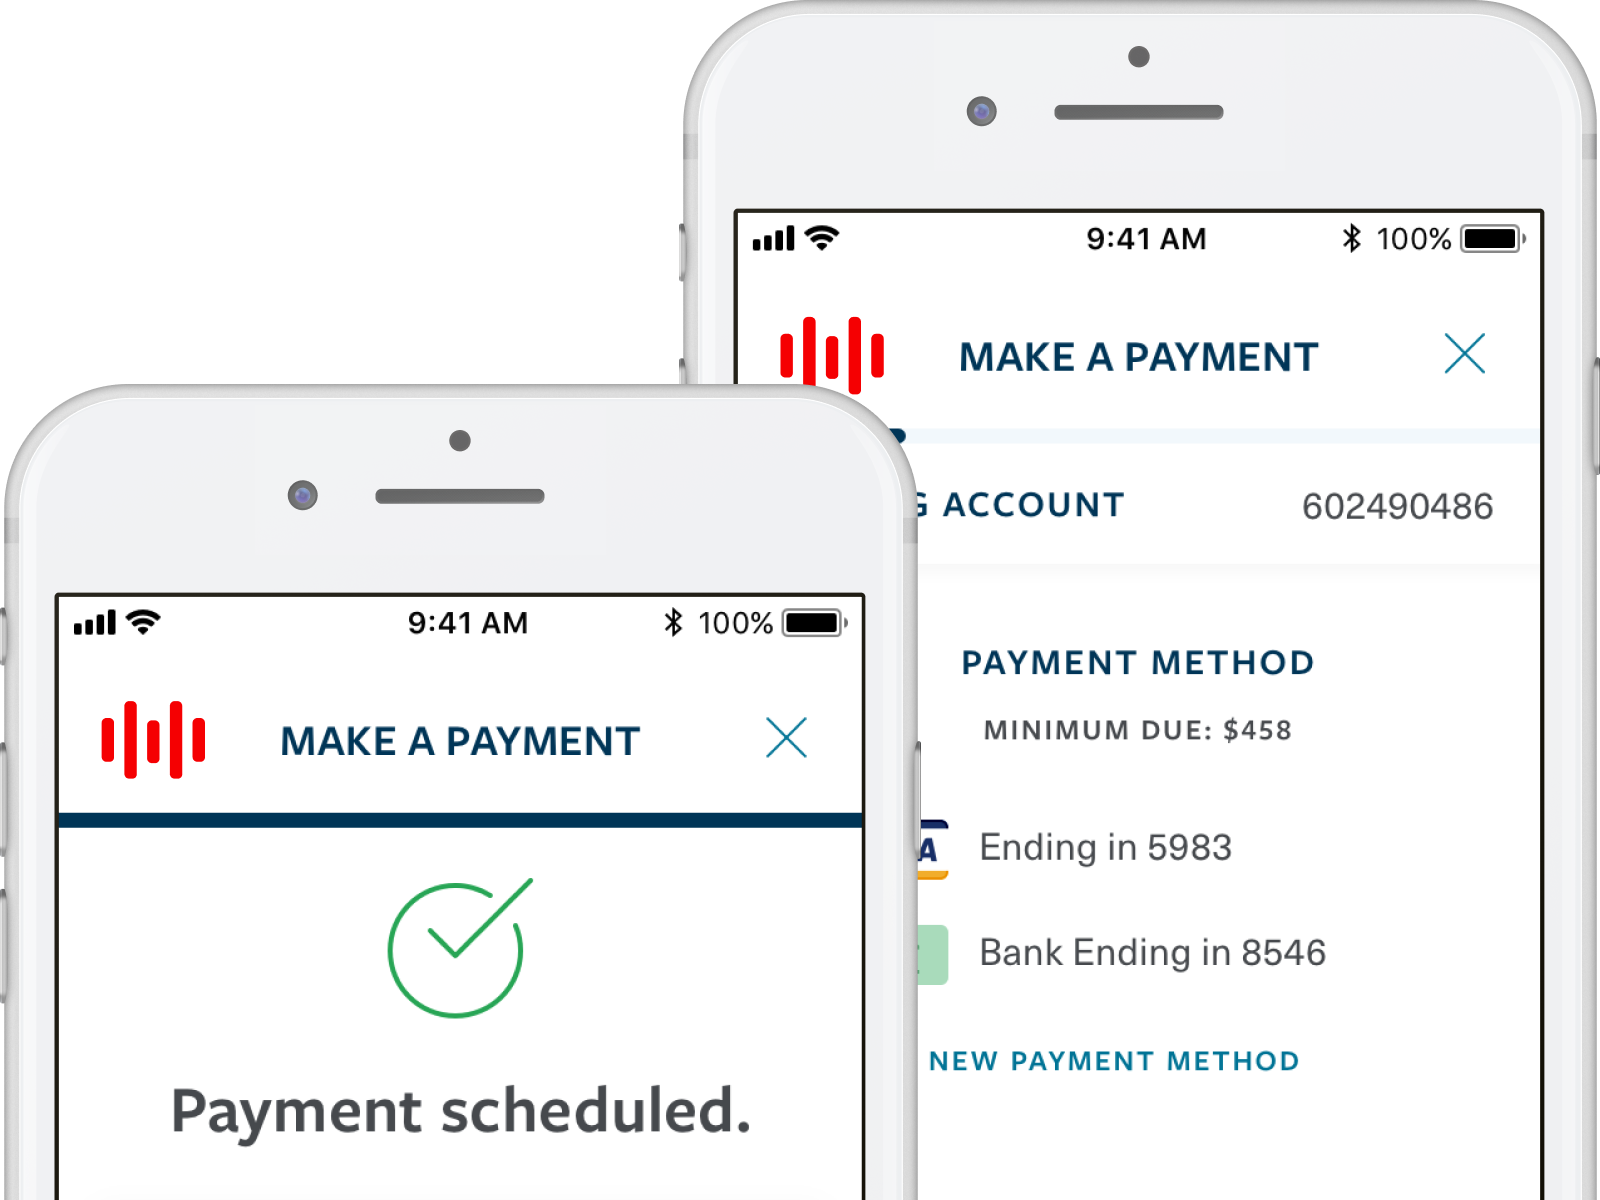 9:41 AM 100%
MAKE A PAYMENT
ACCOUNT 602490486
PAYMENT METHOD
MINIMUM DUE: $458
Ending in 5983
Bank Ending in 8546
NEW PAYMENT METHOD
9:41 AM 100%
MAKE A PAYMENT
Payment scheduled.